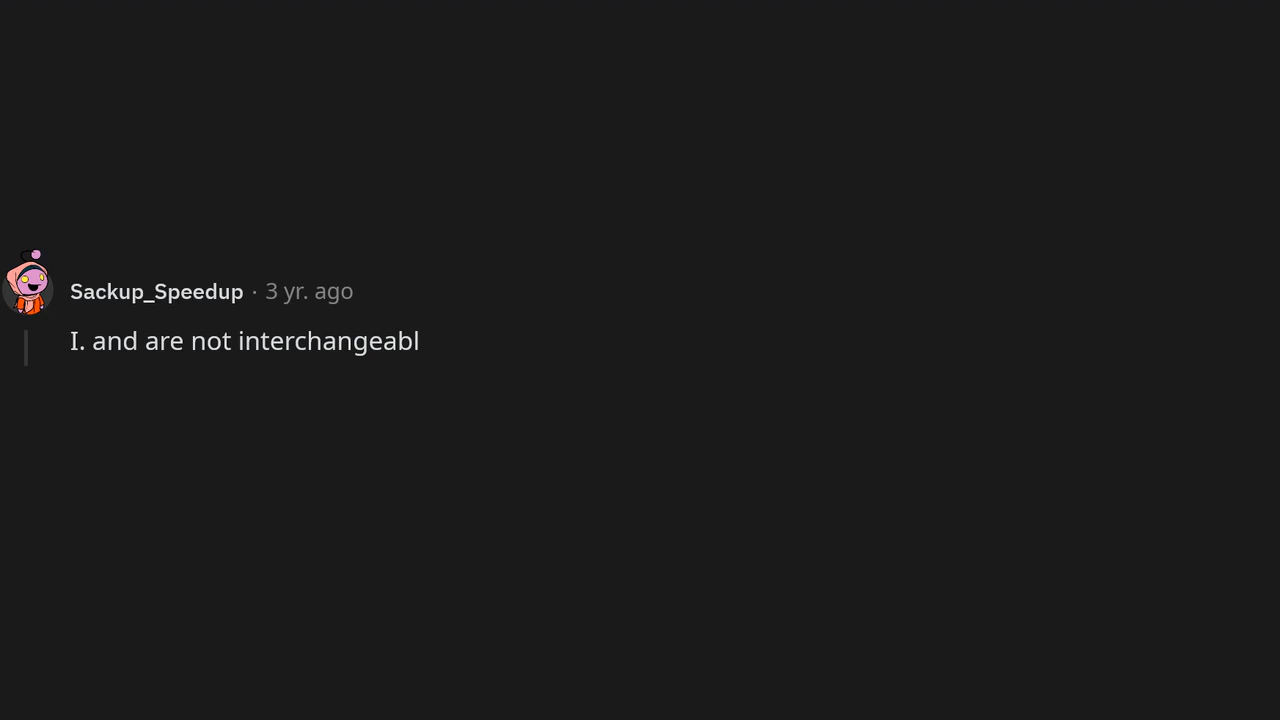 Sackup_Speedup · 3 yr. ago
I. and are not interchangeabl